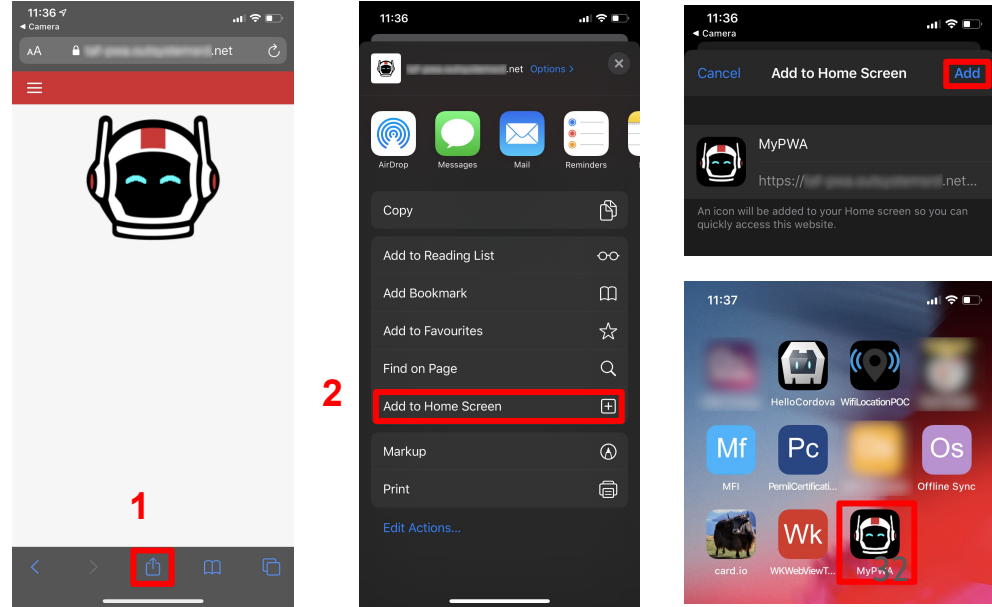 11:36
Camera
AA
.net
1
2
11:36
.net Options >
AirDrop Messages Mail Reminders
Copy
Add to Reading List
Add Bookmark
Add to Favourites
Find on Page
Add to Home Screen
Markup
Print
Edit Actions...
11:36
Camera
Cancel Add to Home Screen Add
MyPWA
https:// .net...
An icon will be added to your Home screen so you can
quickly access this website.
11:37
HelloCordova WifiLocationPOC
Mf Pc Os
MFI PernilCertificati... Offline Sync
Wk
card.io WKWebViewT... MyPWA
32